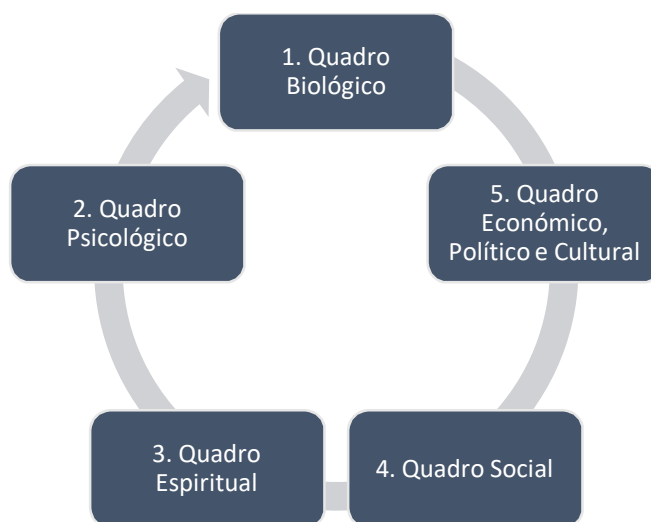 1. Quadro
Biológico
2. Quadro
Psicológico
5. Quadro
Económico,
Político e Cultural
3. Quadro
Espiritual
4. Quadro Social